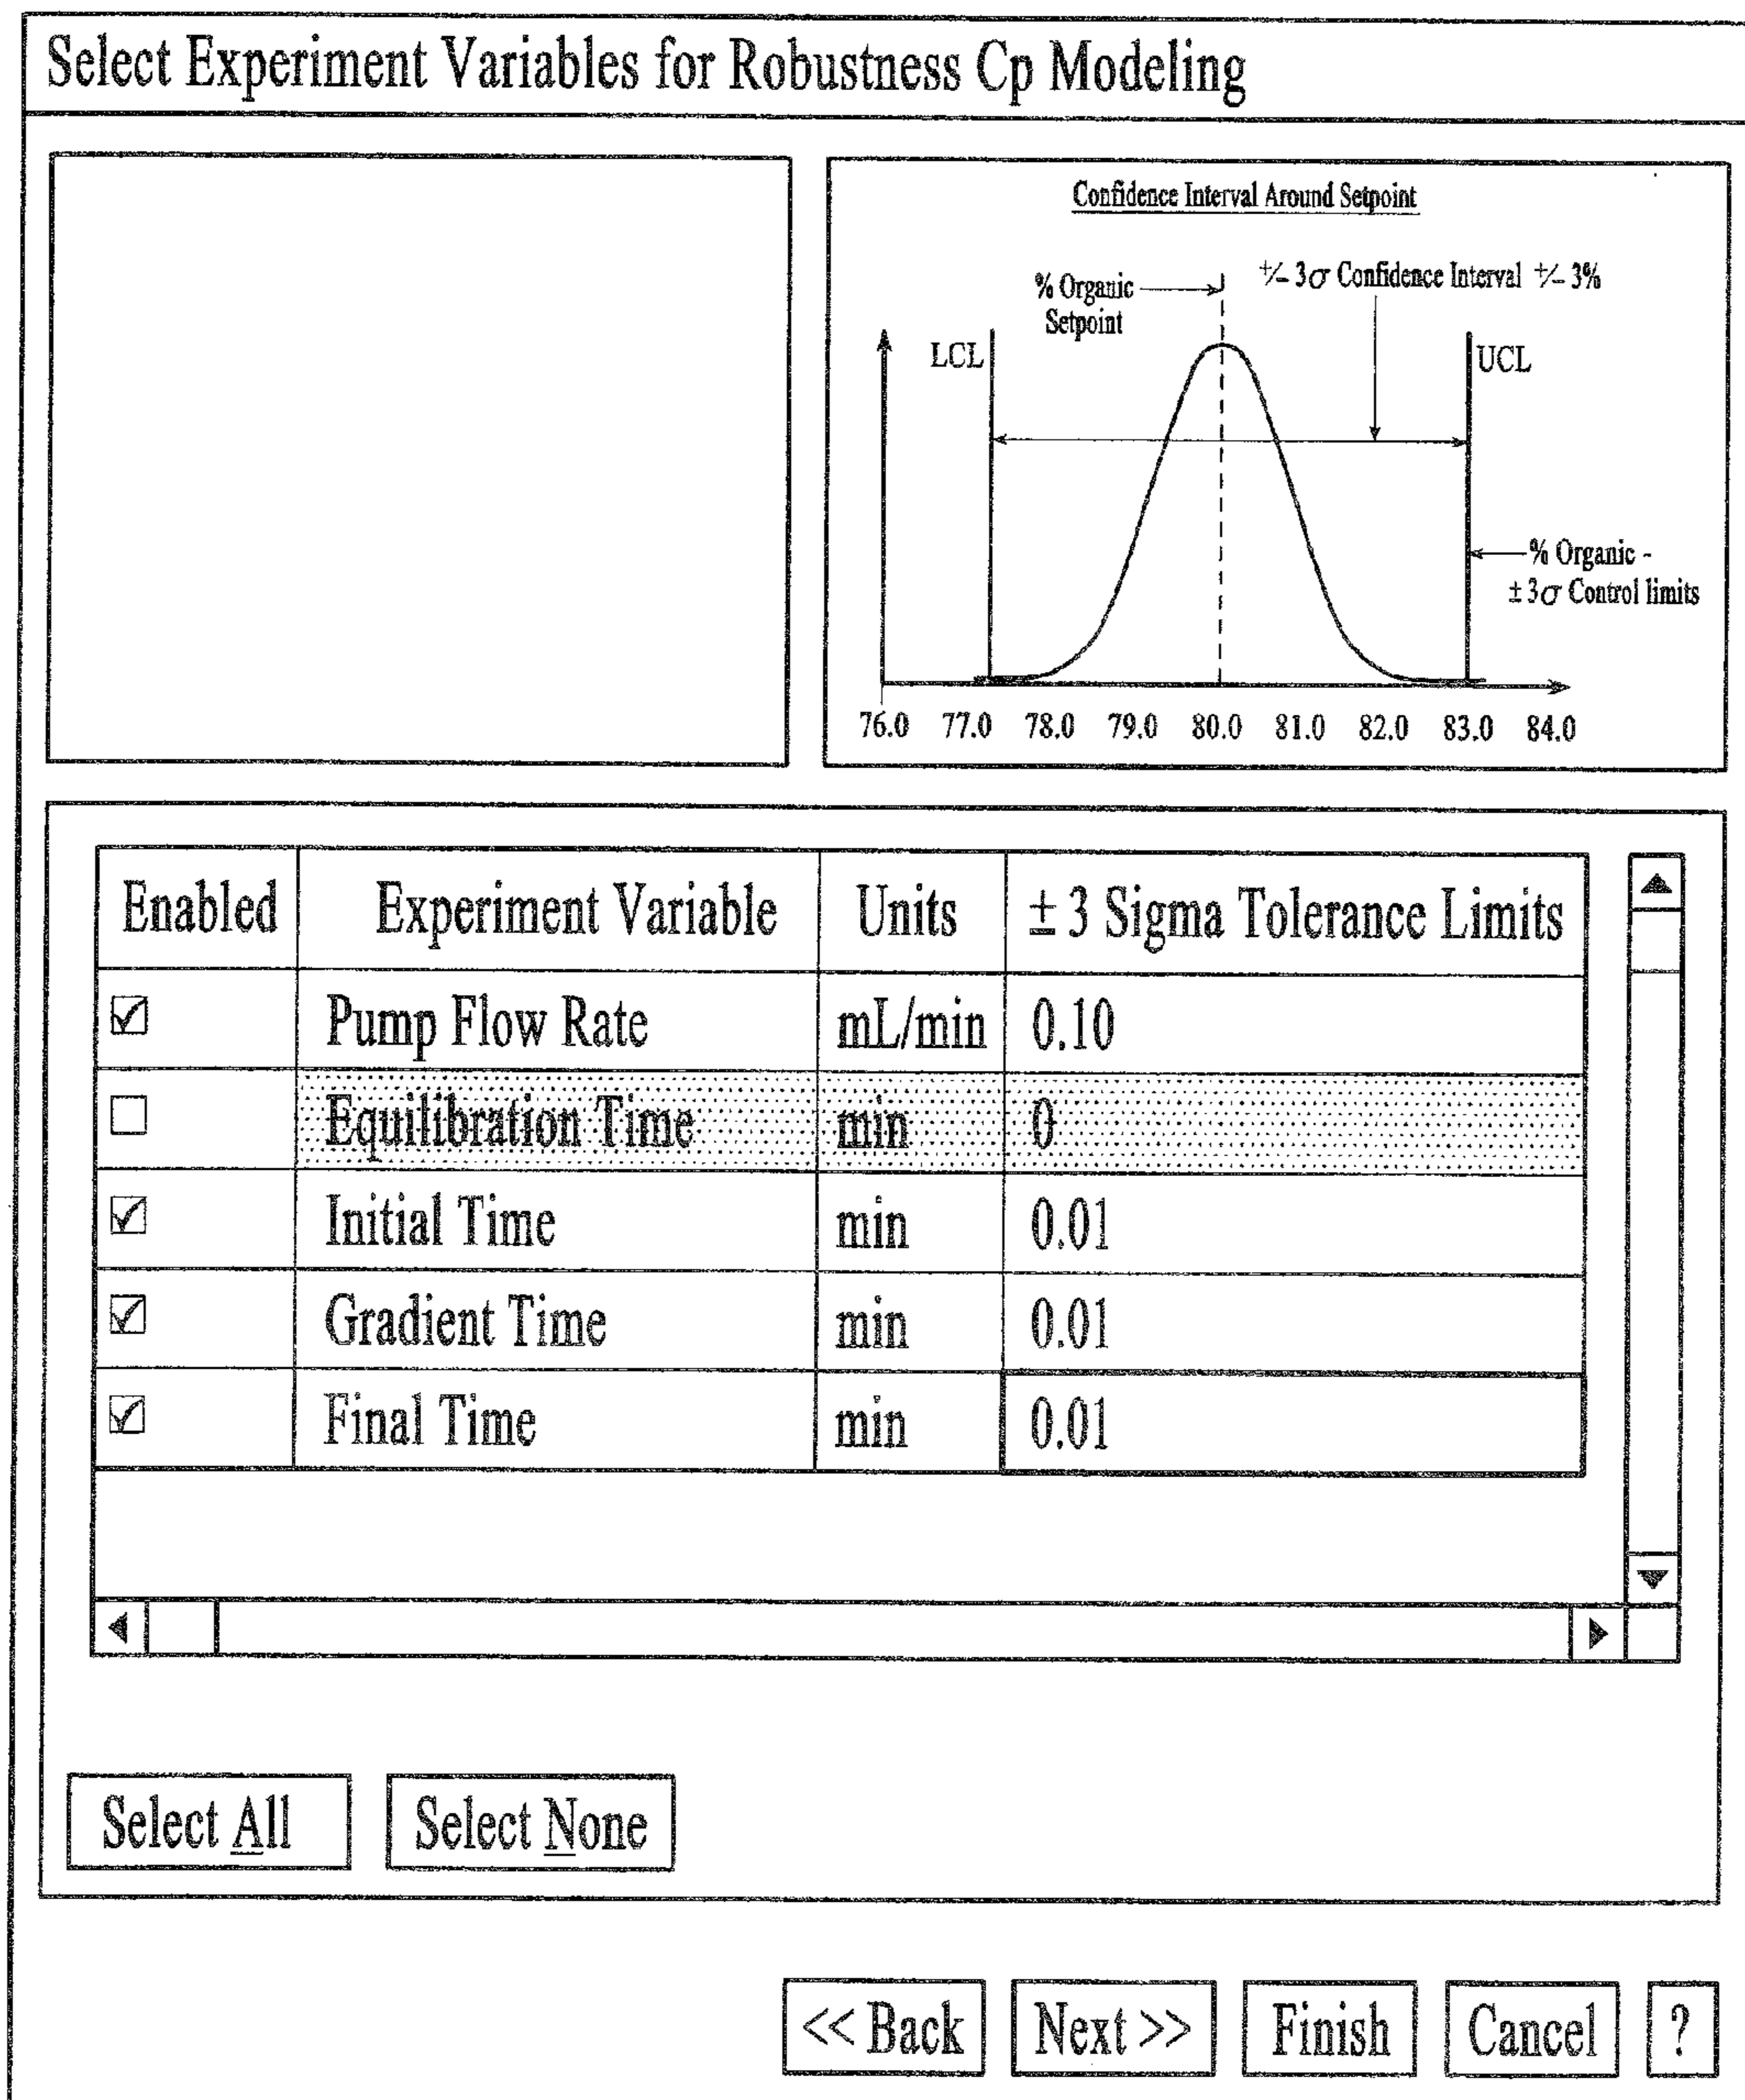 Select Experiment Variables for Robustness Cp Modeling
Confidence Interval Around Setpoint
% Organic
Setpoint
+/- 3σ Confidence Interval +/- 3%
LCL
UCL
% Organic -
±3σ Control limits
76.0 77.0 78.0 79.0 80.0 81.0 82.0 83.0 84.0
Enabled Experiment Variable Units ± 3 Sigma Tolerance Limits
Pump Flow Rate mL/min 0.10
Equilibration Time min 0
Initial Time min 0.01
Gradient Time min 0.01
Final Time min 0.01
Select All Select None
<< Back Next >> Finish Cancel ?